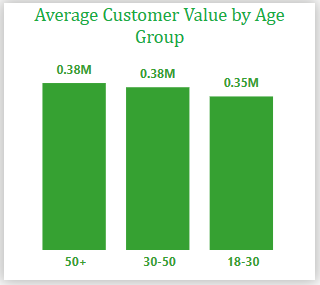 Average Customer Value by Age
Group
0.38M
0.38M
0.35M
50+
30-50
18-30